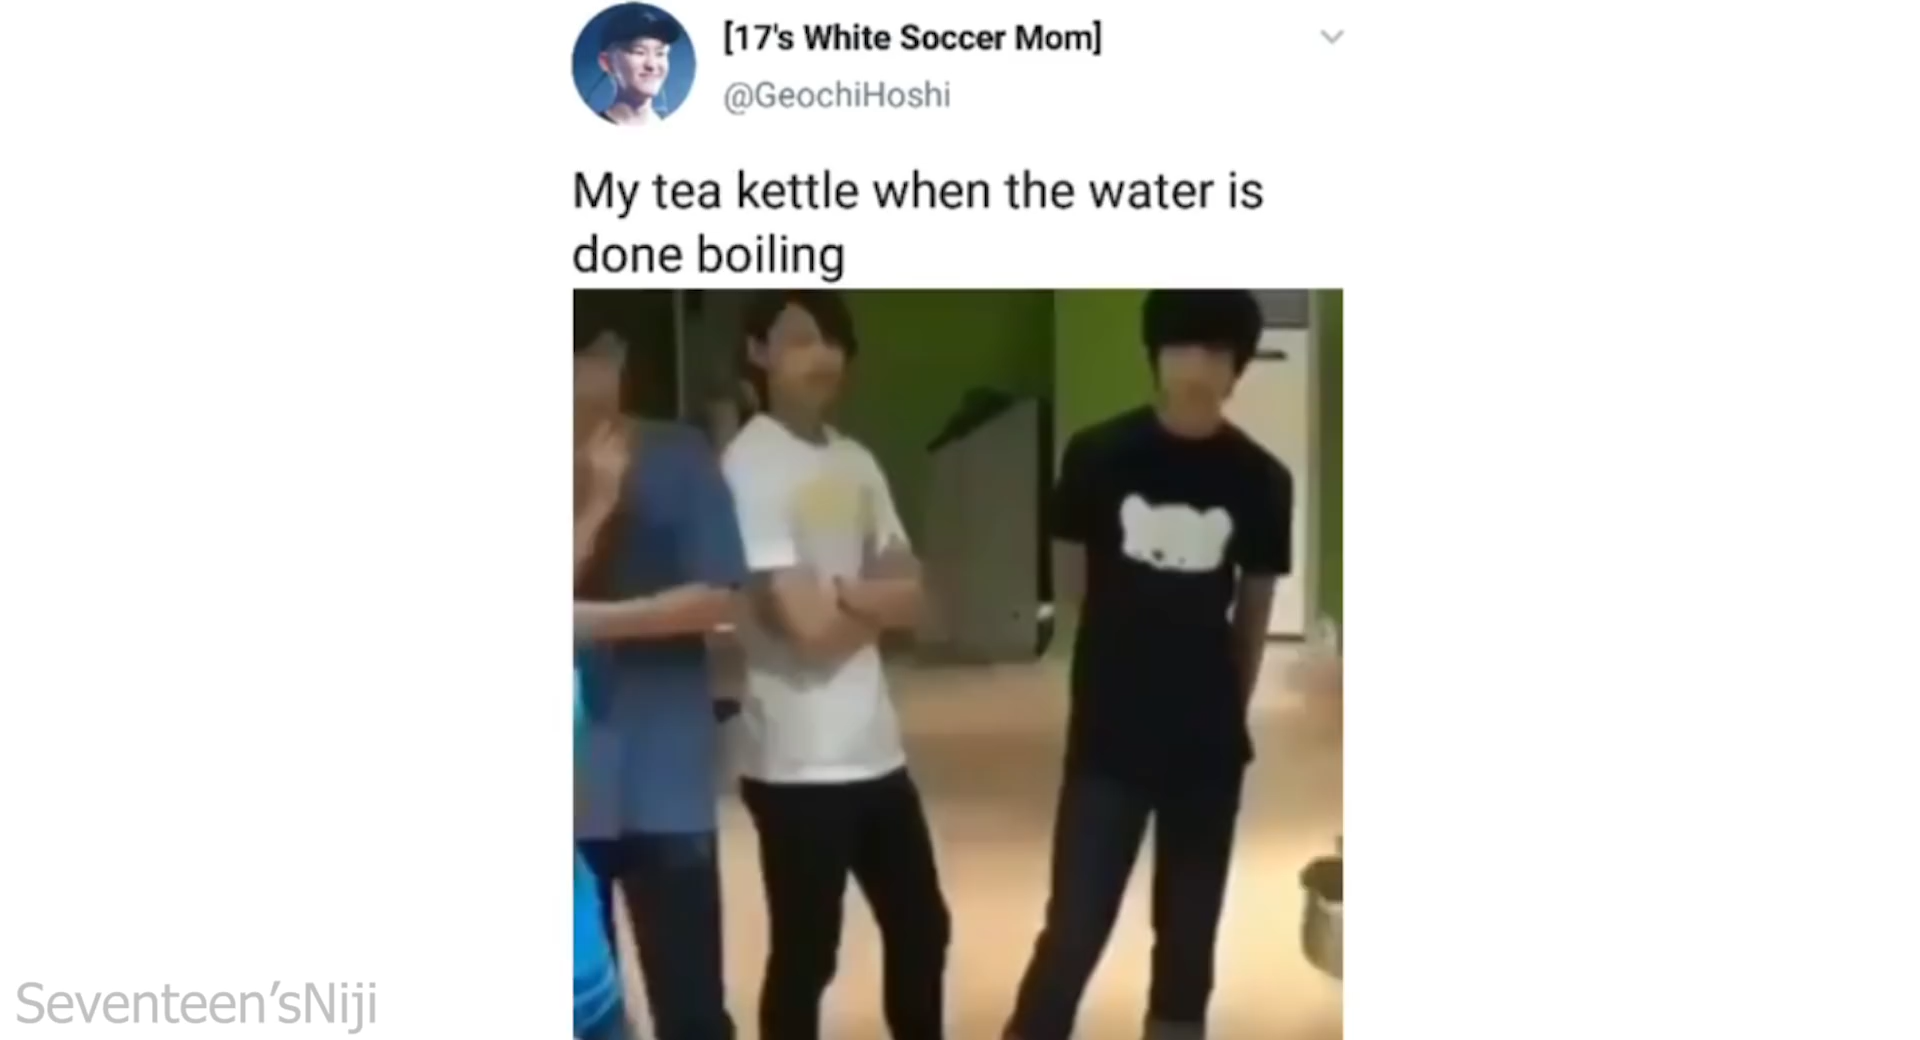 [17's White Soccer Mom]
@GeochiHoshi
My tea kettle when the water is
done boiling
Seventeen'sNiji